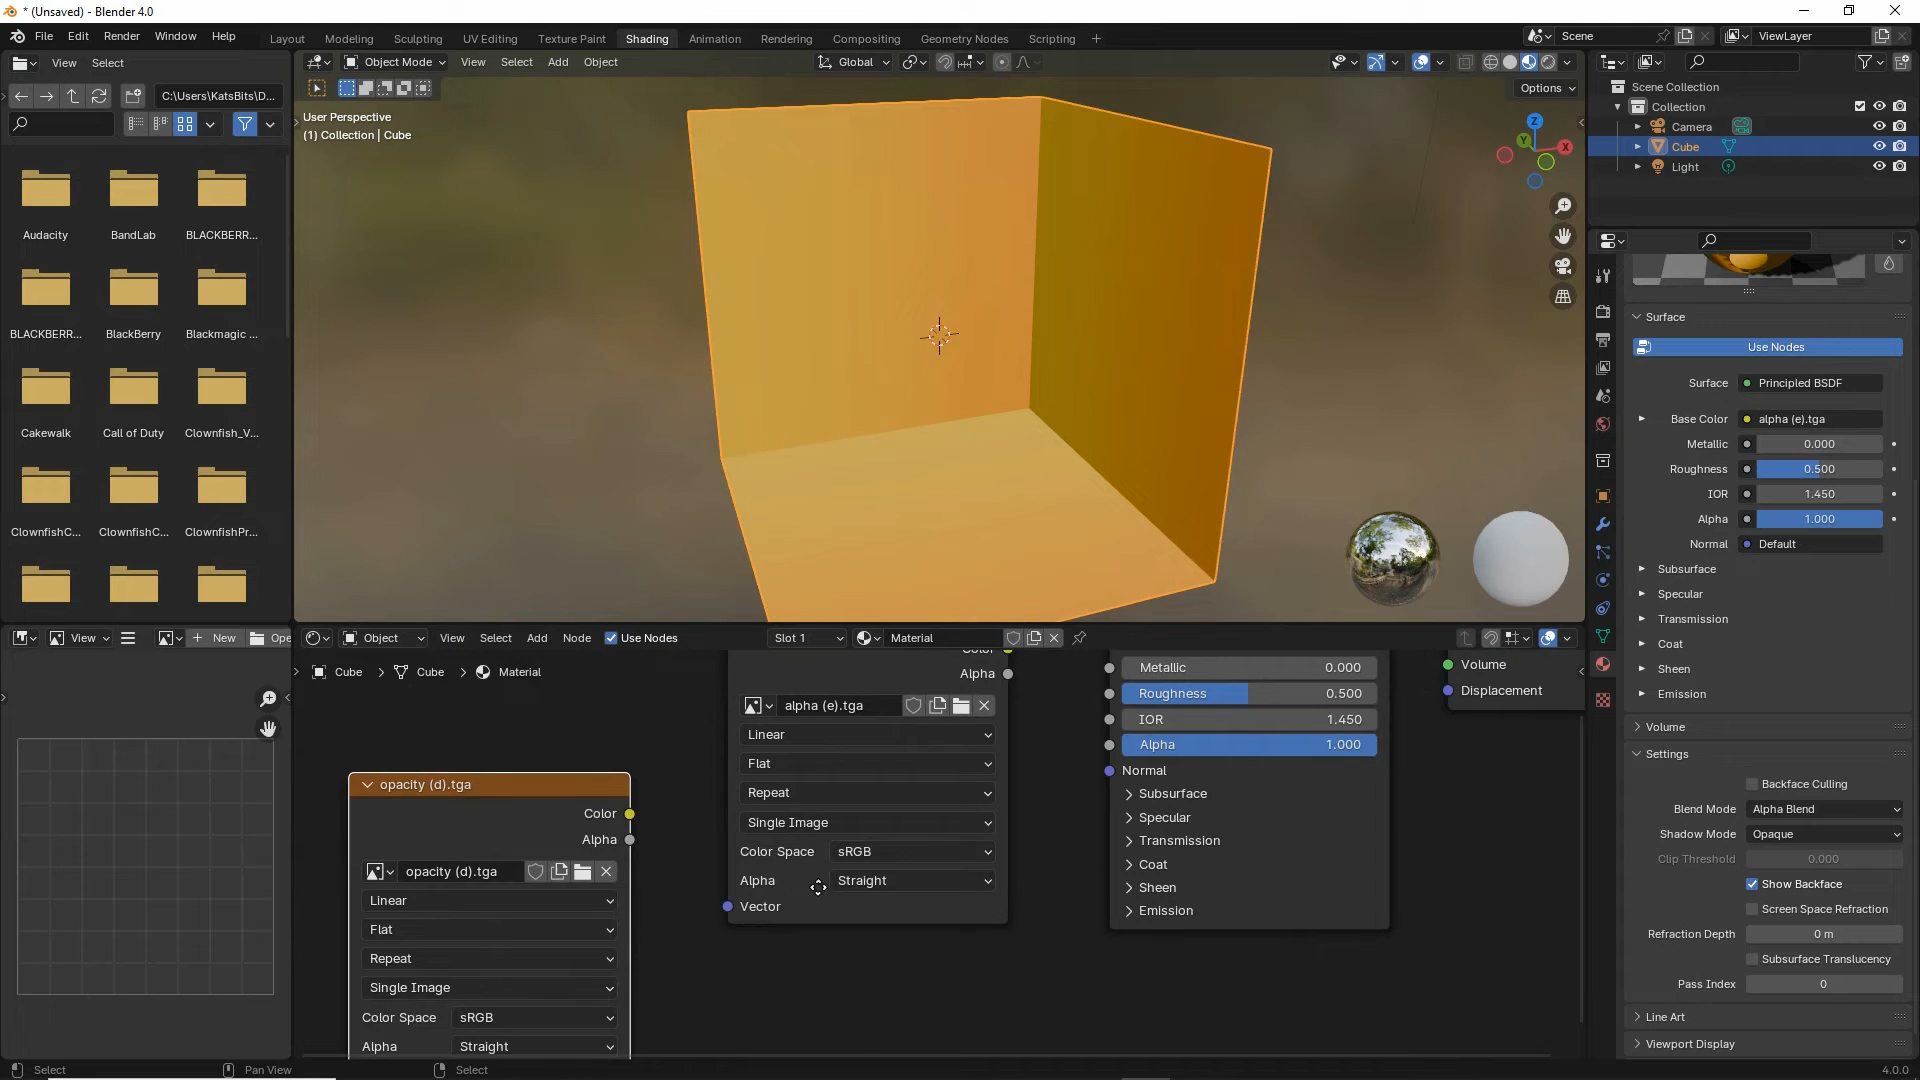 * (Unsaved) - Blender 4.0
File Edit Render Window Help
Layout Modeling Sculpting UV Editing Texture Paint Shading Animation Rendering Compositing Geometry Nodes Scripting
Scene
ViewLayer
View Select
Object Mode View Select Add Object
Global
Options
C:\Users\KatsBits\D...
User Perspective
(1) Collection | Cube
Z
Y
X
Audacity BandLab BLACKBERR...
BLACKBERR... BlackBerry Blackmagic ...
Cakewalk Call of Duty Clownfish_V...
ClownfishC... ClownfishC... ClownfishPr...
Scene Collection
Collection
Camera
Cube
Light
Surface
Use Nodes
Surface Principled BSDF
Base Color alpha (e).tga
Metallic 0.000
Roughness 0.500
IOR 1.450
Alpha 1.000
Normal Default
Subsurface
Specular
Transmission
Coat
Sheen
Emission
Volume
Settings
Backface Culling
Blend Mode Alpha Blend
Shadow Mode Opaque
Clip Threshold 0.000
Show Backface
Screen Space Refraction
Refraction Depth 0 m
Subsurface Translucency
Pass Index 0
Line Art
Viewport Display
View New Ope
Object View Select Add Node Use Nodes Slot 1 Material
Cube Cube Material
opacity (d).tga
Color
Alpha
opacity (d).tga
Linear
Flat
Repeat
Single Image
Color Space sRGB
Alpha Straight
Color
Alpha
alpha (e).tga
Linear
Flat
Repeat
Single Image
Color Space sRGB
Alpha Straight
Vector
Metallic 0.000
Roughness 0.500
IOR 1.450
Alpha 1.000
Normal
Subsurface
Specular
Transmission
Coat
Sheen
Emission
Volume
Displacement
Select Pan View Select 4.0.0